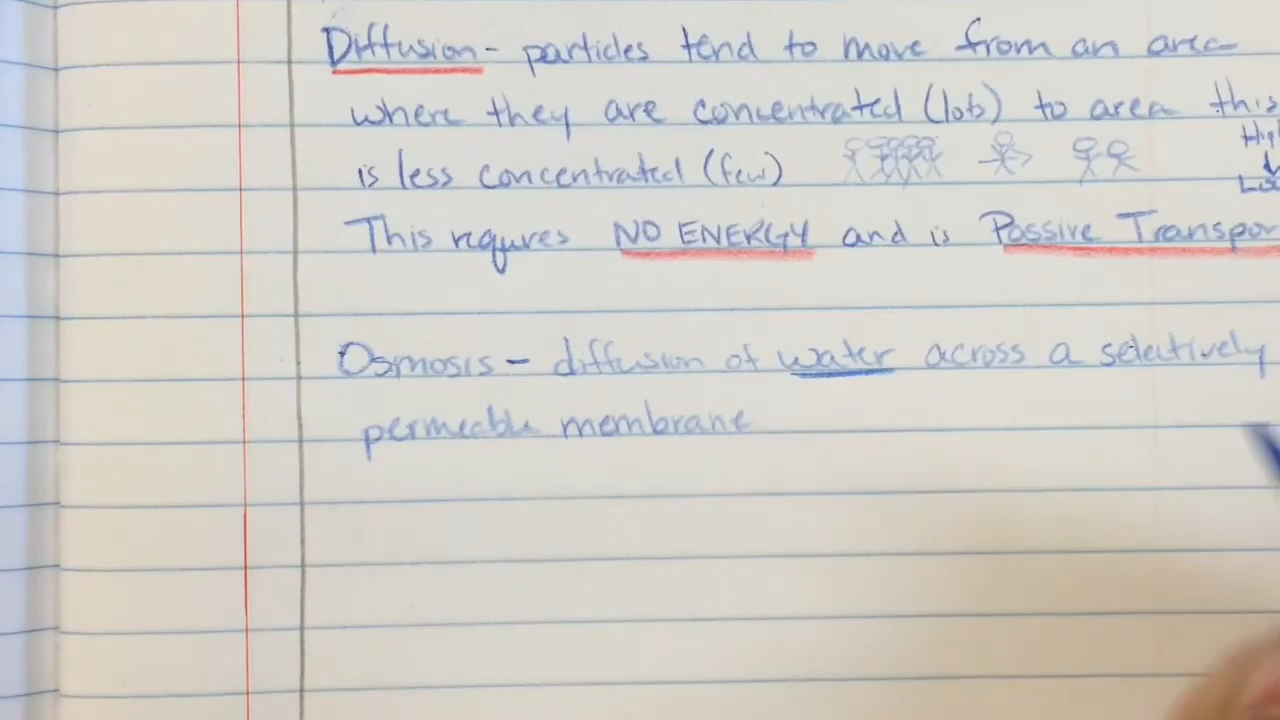 Diffusion - particles tend to move from an area
where they are concentrated (lots) to area this
is less concentrated (few)
This requres NO ENERGY and is Passive Transpor
Osmosis - diffusion of water across a selectively
permeable membrane